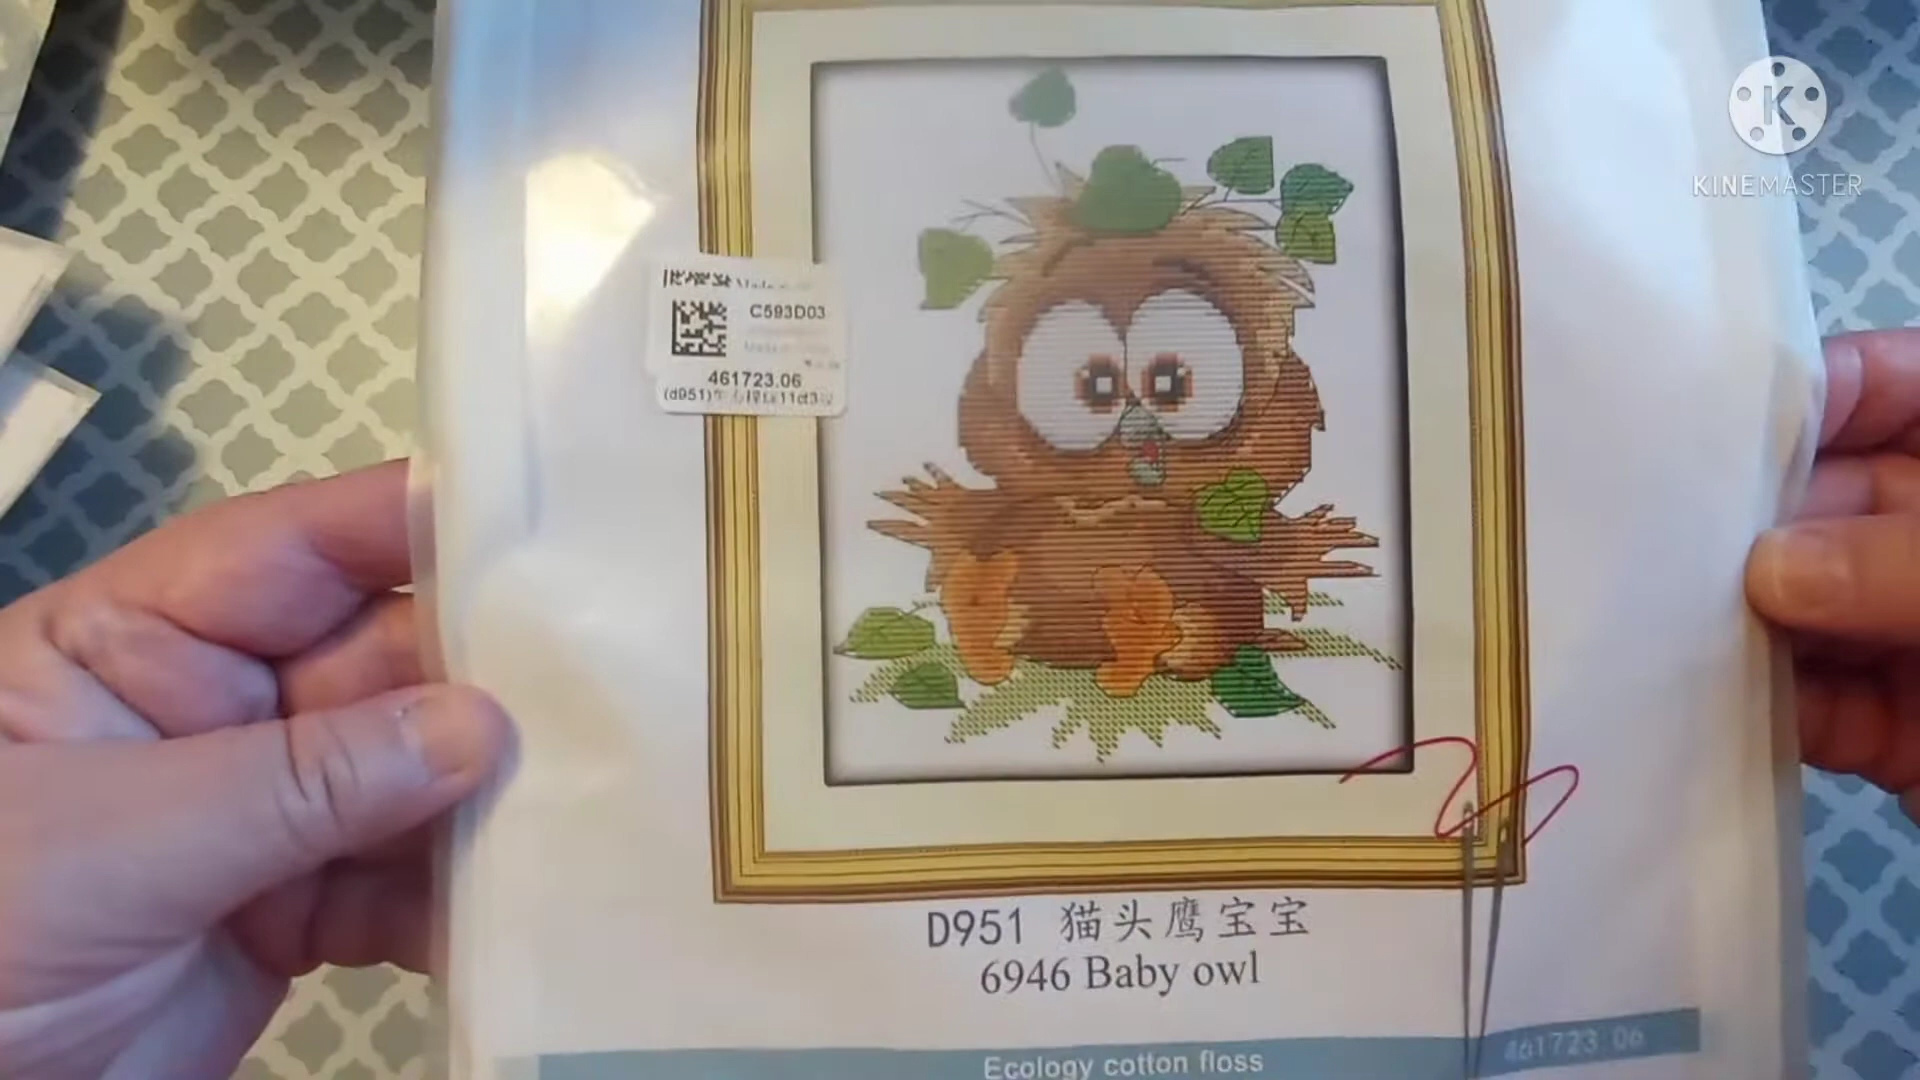 K
KINEMASTER
C593D03
461723.06
D951 猫头鹰宝宝
6946 Baby owl
Ecology cotton floss
461723.06